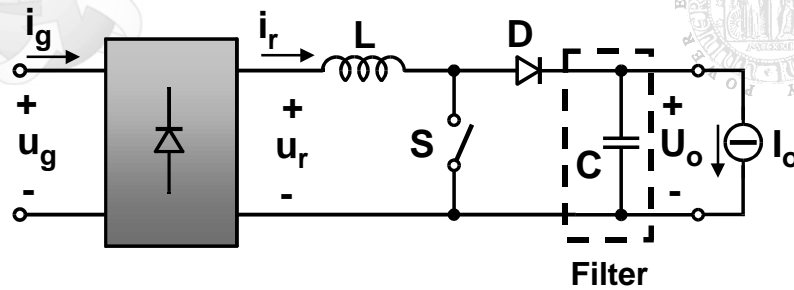 i_g
i_r
L
D
+
u_g
-
+
u_r
-
S
C
+
U_o
-
I_o
Filter